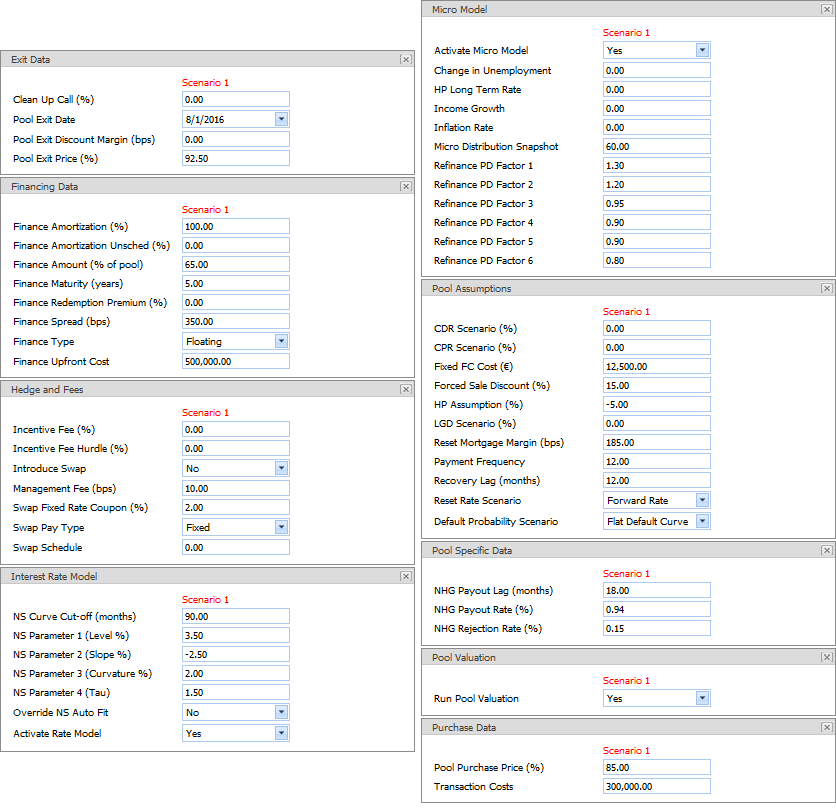 Exit Data
Scenario 1
Clean Up Call (%) 0.00
Pool Exit Date 8/1/2016
Pool Exit Discount Margin (bps) 0.00
Pool Exit Price (%) 92.50
Financing Data
Scenario 1
Finance Amortization (%) 100.00
Finance Amortization Unsched (%) 0.00
Finance Amount (% of pool) 65.00
Finance Maturity (years) 5.00
Finance Redemption Premium (%) 0.00
Finance Spread (bps) 350.00
Finance Type Floating
Finance Upfront Cost 500,000.00
Hedge and Fees
Scenario 1
Incentive Fee (%) 0.00
Incentive Fee Hurdle (%) 0.00
Introduce Swap No
Management Fee (bps) 10.00
Swap Fixed Rate Coupon (%) 2.00
Swap Pay Type Fixed
Swap Schedule 0.00
Interest Rate Model
Scenario 1
NS Curve Cut-off (months) 90.00
NS Parameter 1 (Level %) 3.50
NS Parameter 2 (Slope %) -2.50
NS Parameter 3 (Curvature %) 2.00
NS Parameter 4 (Tau) 1.50
Override NS Auto Fit No
Activate Rate Model Yes
Micro Model
Scenario 1
Activate Micro Model Yes
Change in Unemployment 0.00
HP Long Term Rate 0.00
Income Growth 0.00
Inflation Rate 0.00
Micro Distribution Snapshot 60.00
Refinance PD Factor 1 1.30
Refinance PD Factor 2 1.20
Refinance PD Factor 3 0.95
Refinance PD Factor 4 0.90
Refinance PD Factor 5 0.90
Refinance PD Factor 6 0.80
Pool Assumptions
Scenario 1
CDR Scenario (%) 0.00
CPR Scenario (%) 0.00
Fixed FC Cost (€) 12,500.00
Forced Sale Discount (%) 15.00
HP Assumption (%) -5.00
LGD Scenario (%) 0.00
Reset Mortgage Margin (bps) 185.00
Payment Frequency 12.00
Recovery Lag (months) 12.00
Reset Rate Scenario Forward Rate
Default Probability Scenario Flat Default Curve
Pool Specific Data
Scenario 1
NHG Payout Lag (months) 18.00
NHG Payout Rate (%) 0.94
NHG Rejection Rate (%) 0.15
Pool Valuation
Scenario 1
Run Pool Valuation Yes
Purchase Data
Scenario 1
Pool Purchase Price (%) 85.00
Transaction Costs 300,000.00